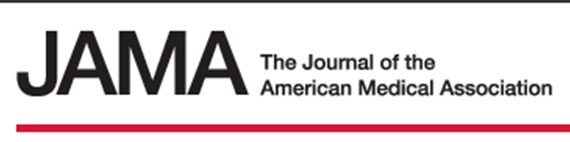 JAMA
The Journal of the
American Medical Association